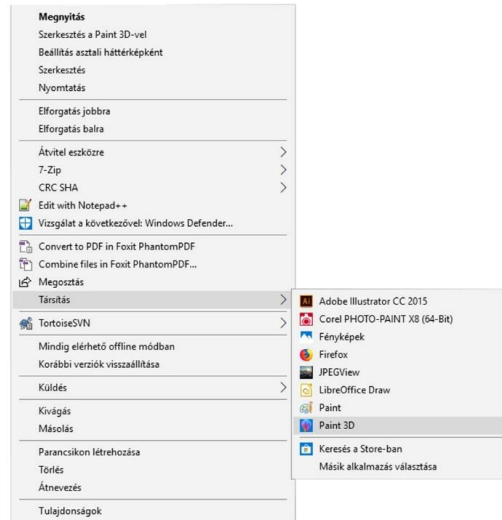 Megnyitás
Szerkesztés a Paint 3D-vel
Beállítás asztali háttérképként
Szerkesztés
Nyomtatás
Elforgatás jobbra
Elforgatás balra
Átvitel eszközre
7-Zip
CRC SHA
Edit with Notepad++
Vizsgálat a következővel: Windows Defender...
Convert to PDF in Foxit PhantomPDF
Combine files in Foxit PhantomPDF...
Megosztás
Társítás
TortoiseSVN
Mindig elérhető offline módban
Korábbi verziók visszaállítása
Küldés
Kivágás
Másolás
Parancsikon létrehozása
Törlés
Átnevezés
Tulajdonságok
Ai Adobe Illustrator CC 2015
Corel PHOTO-PAINT X8 (64-Bit)
Fényképek
Firefox
JPEGView
LibreOffice Draw
Paint
Paint 3D
Keresés a Store-ban
Másik alkalmazás választása